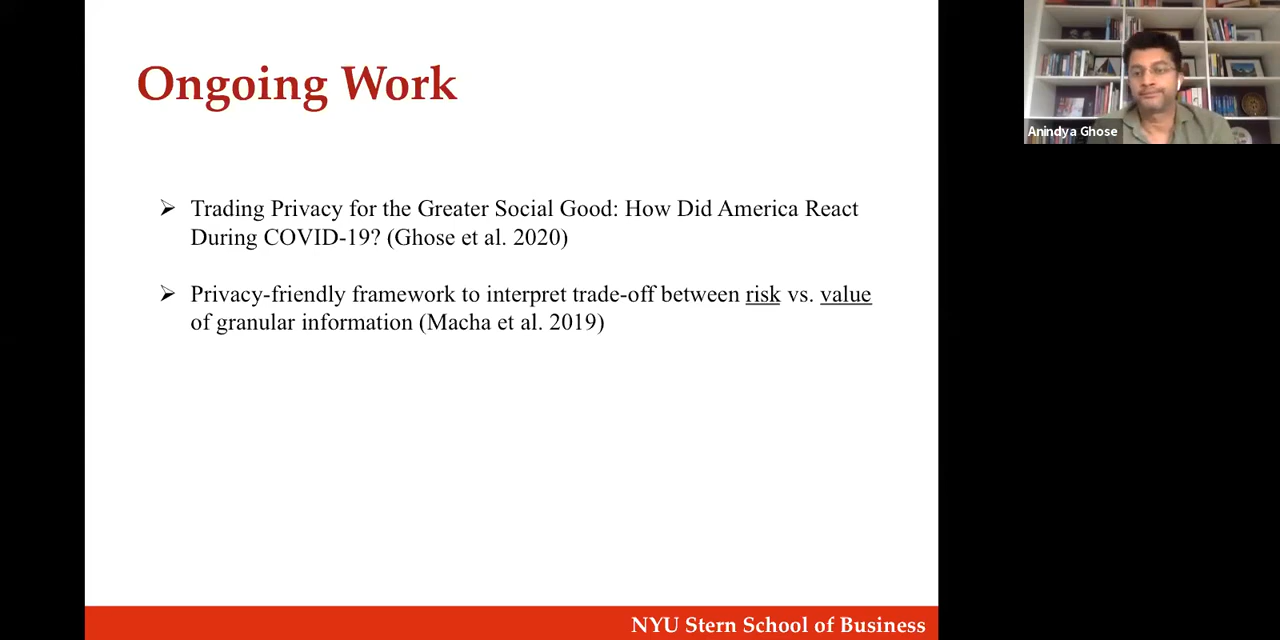 Ongoing Work
Anindya Ghose
➢ Trading Privacy for the Greater Social Good: How Did America React
During COVID-19? (Ghose et al. 2020)
➢ Privacy-friendly framework to interpret trade-off between risk vs. value
of granular information (Macha et al. 2019)
NYU Stern School of Business